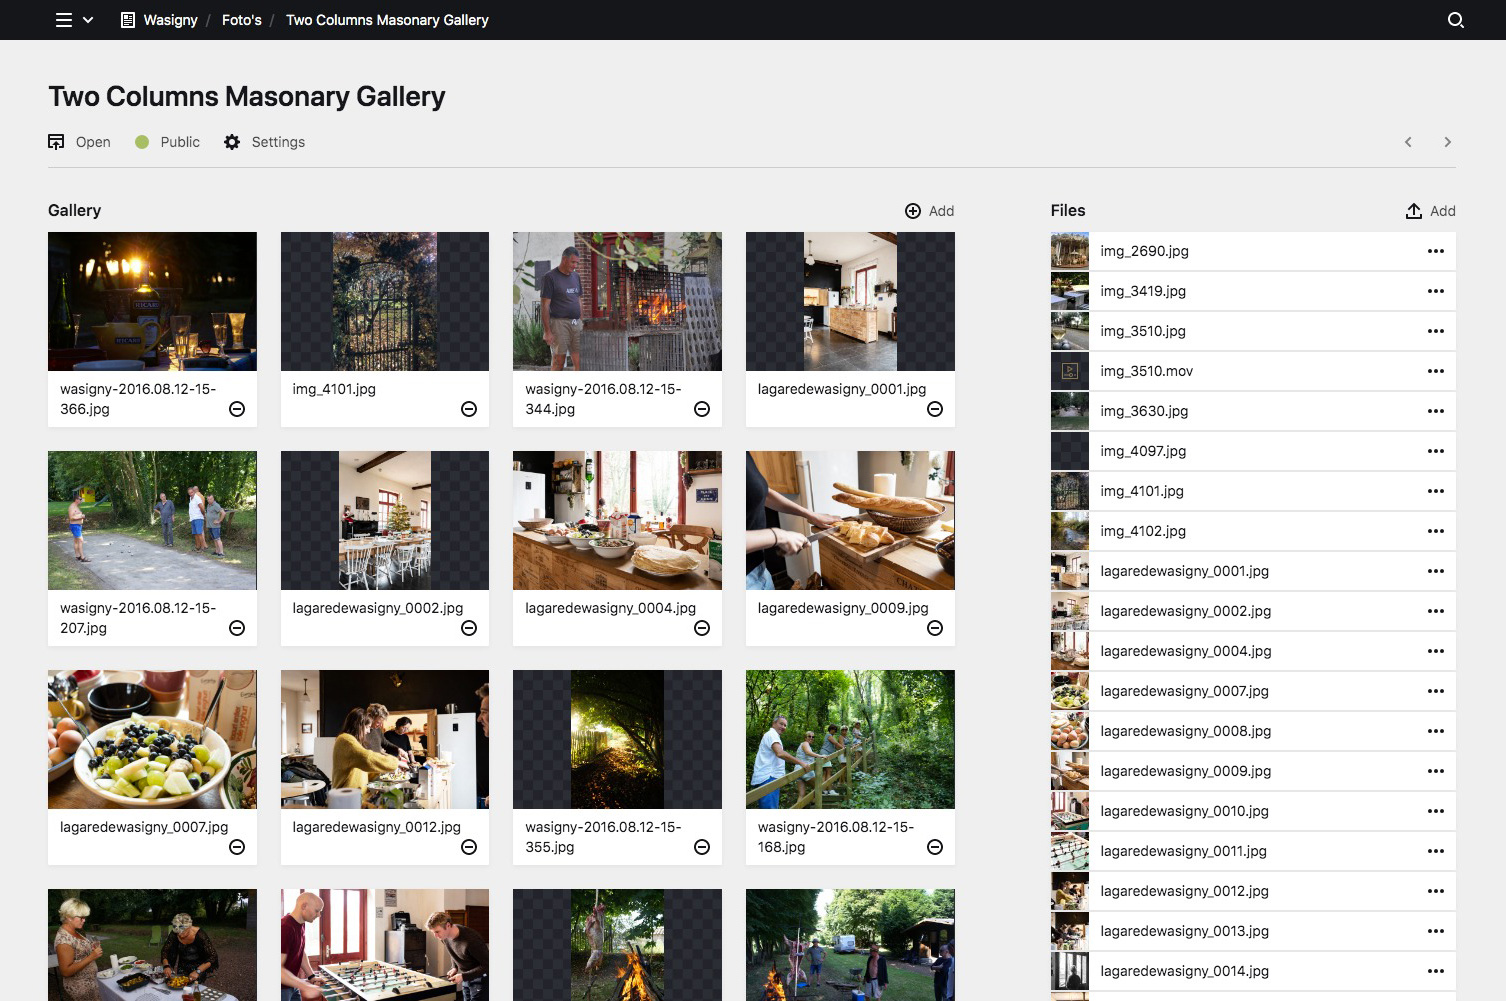 Wasigny / Foto's / Two Columns Masonary Gallery
Two Columns Masonary Gallery
Open Public Settings
Gallery
Add
wasigny-2016.08.12-15-
366.jpg
img_4101.jpg
wasigny-2016.08.12-15-
344.jpg
lagaredewasigny_0001.jpg
wasigny-2016.08.12-15-
207.jpg
lagaredewasigny_0002.jpg
lagaredewasigny_0004.jpg
lagaredewasigny_0009.jpg
lagaredewasigny_0007.jpg
lagaredewasigny_0012.jpg
wasigny-2016.08.12-15-
355.jpg
wasigny-2016.08.12-15-
168.jpg
Files
Add
img_2690.jpg
img_3419.jpg
img_3510.jpg
img_3510.mov
img_3630.jpg
img_4097.jpg
img_4101.jpg
img_4102.jpg
lagaredewasigny_0001.jpg
lagaredewasigny_0002.jpg
lagaredewasigny_0004.jpg
lagaredewasigny_0007.jpg
lagaredewasigny_0008.jpg
lagaredewasigny_0009.jpg
lagaredewasigny_0010.jpg
lagaredewasigny_0011.jpg
lagaredewasigny_0012.jpg
lagaredewasigny_0013.jpg
lagaredewasigny_0014.jpg